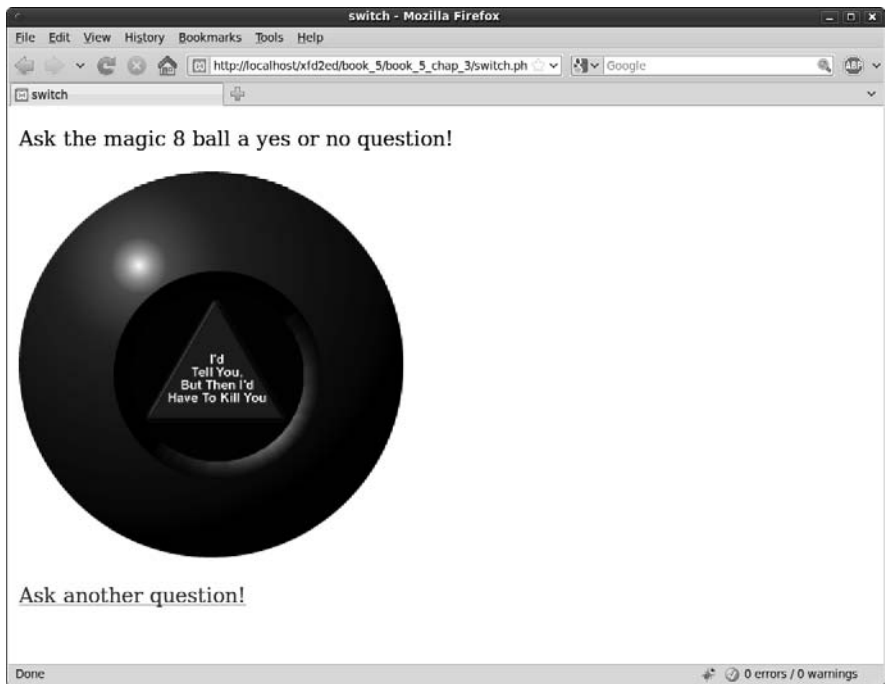 switch - Mozilla Firefox
File Edit View History Bookmarks Tools Help
http://localhost/xfd2ed/book_5/book_5_chap_3/switch.ph
Google
ABP
switch
Ask the magic 8 ball a yes or no question!
I'd
Tell You,
But Then I'd
Have To Kill You
Ask another question!
Done
0 errors / 0 warnings